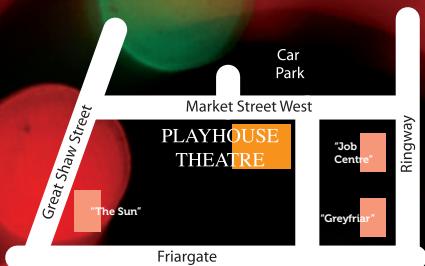 Car
Park
Market Street West
Great Shaw Street
PLAYHOUSE
THEATRE
"Job
Centre"
Ringway
"The Sun"
"Greyfriar"
Friargate